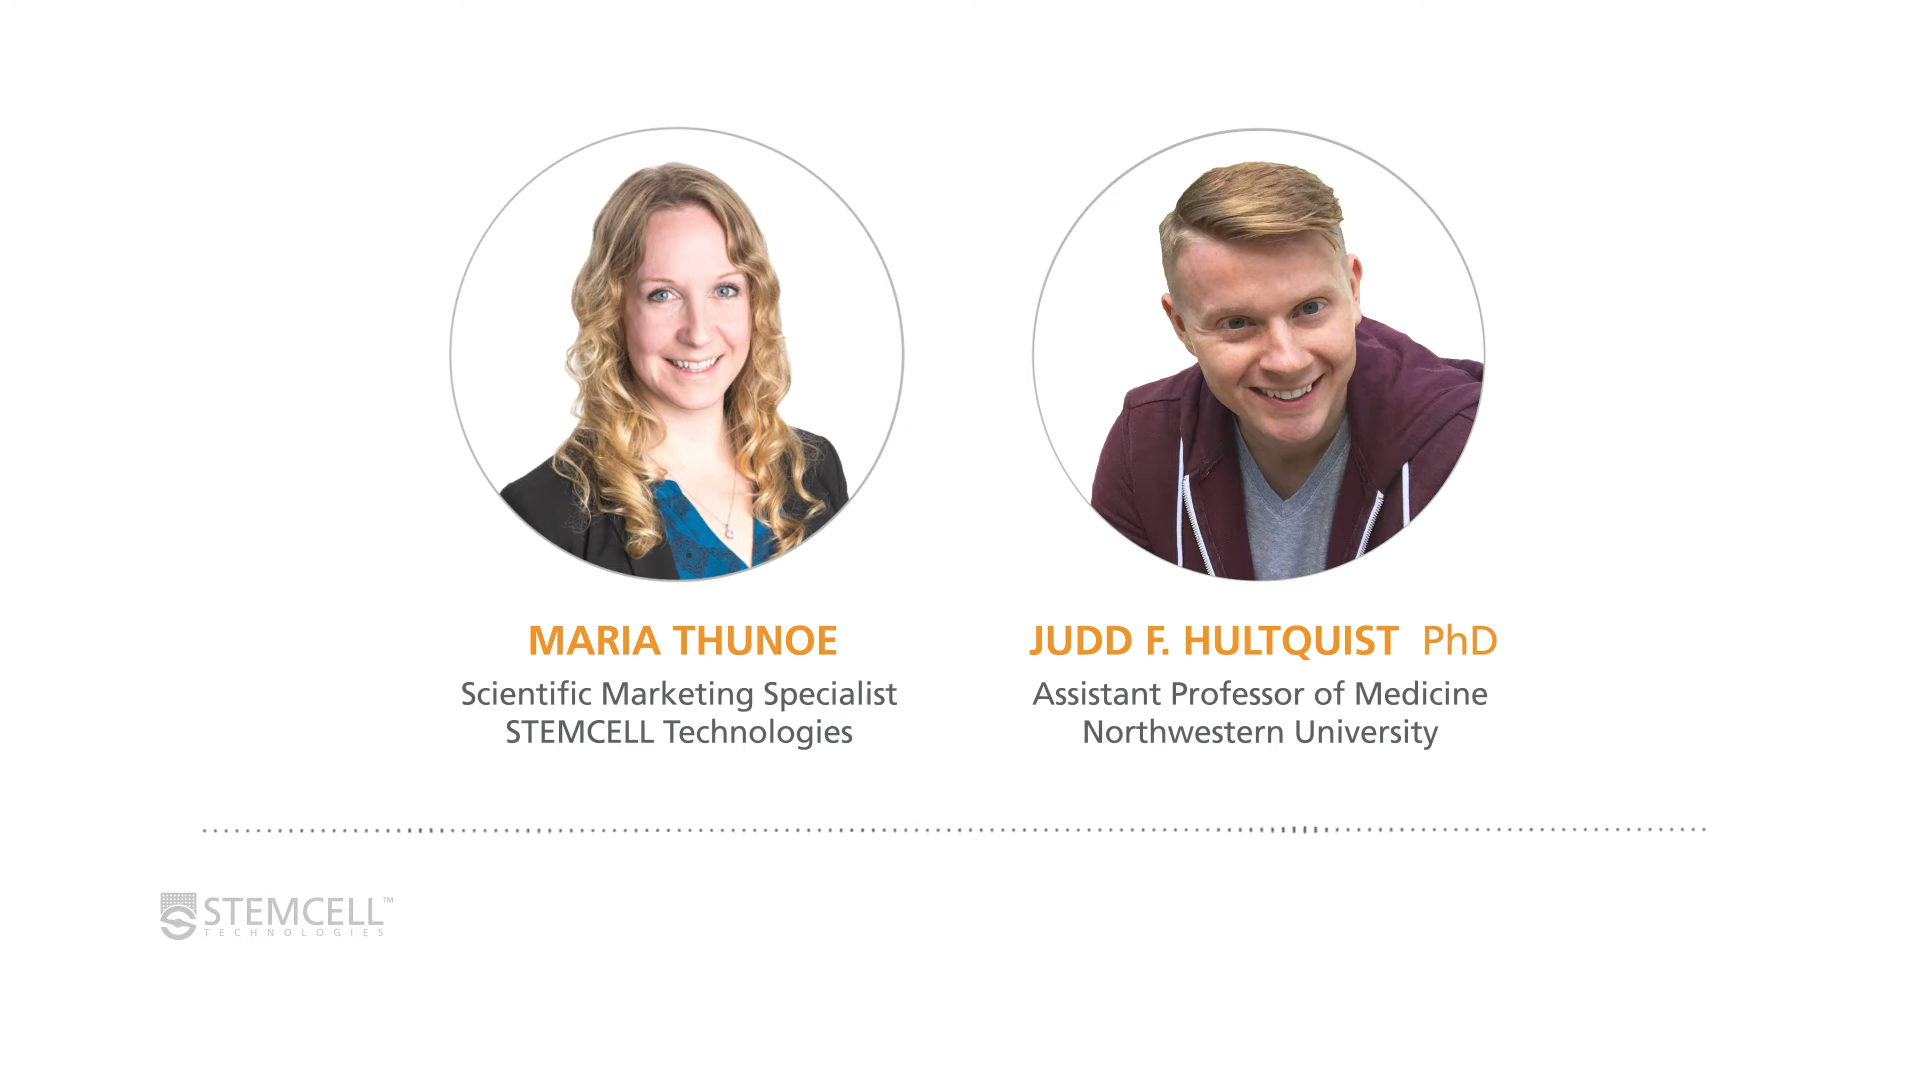 MARIA THUNOE
Scientific Marketing Specialist
STEMCELL Technologies
JUDD F. HULTQUIST PhD
Assistant Professor of Medicine
Northwestern University
STEMCELL™
TECHNOLOGIES